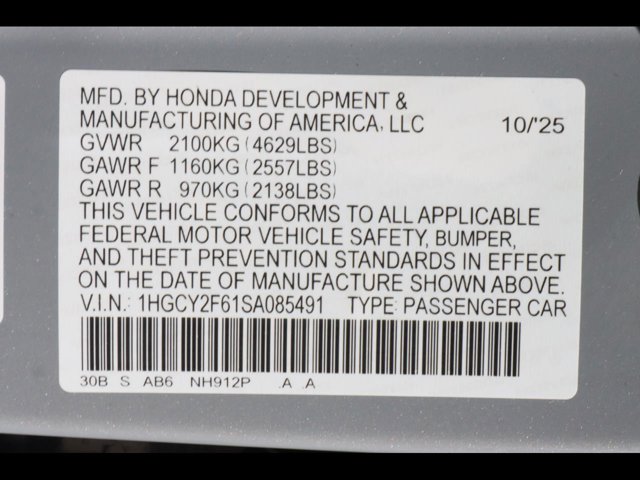 MFD. BY HONDA DEVELOPMENT &
MANUFACTURING OF AMERICA, LLC 10/'25
GVWR 2100KG (4629LBS)
GAWR F 1160KG (2557LBS)
GAWR R 970KG (2138LBS)
THIS VEHICLE CONFORMS TO ALL APPLICABLE
FEDERAL MOTOR VEHICLE SAFETY, BUMPER,
AND THEFT PREVENTION STANDARDS IN EFFECT
ON THE DATE OF MANUFACTURE SHOWN ABOVE.
V.I.N.: 1HGCY2F61SA085491 TYPE: PASSENGER CAR
30B S AB6 NH912P .A .A